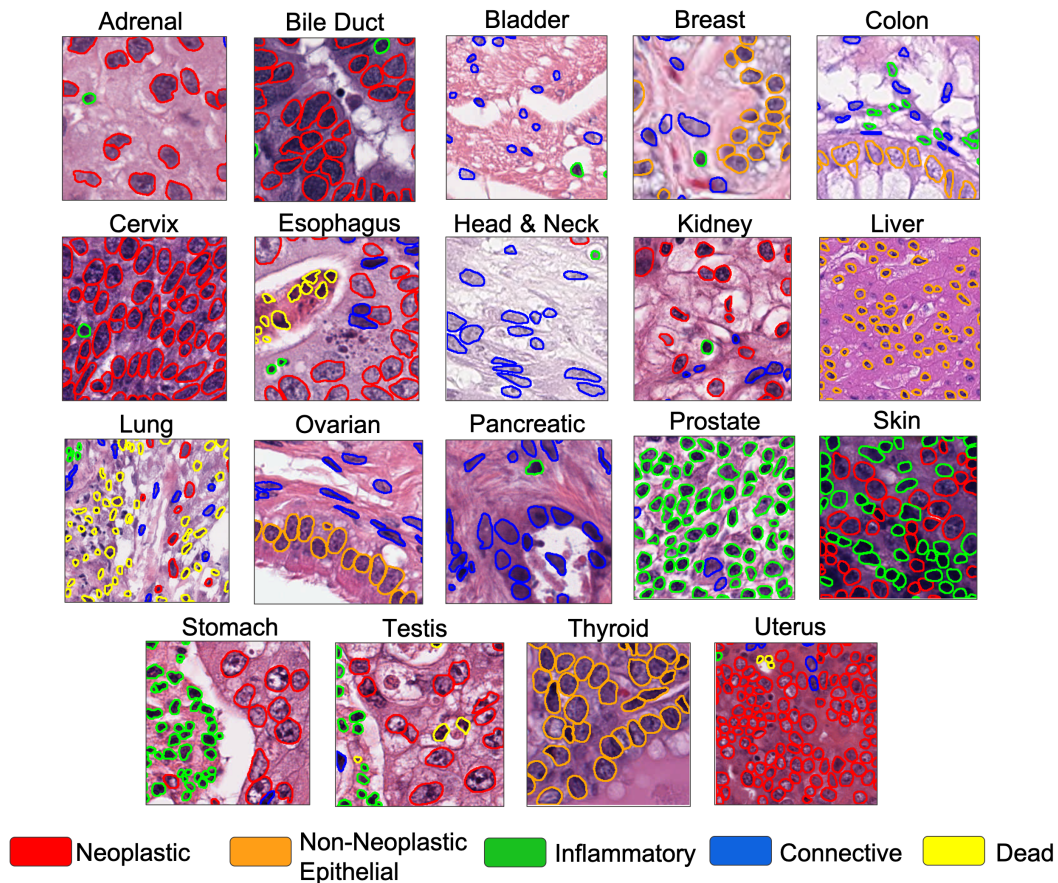 Adrenal
Bile Duct
Bladder
Breast
Colon
Cervix
Esophagus
Head & Neck
Kidney
Liver
Lung
Ovarian
Pancreatic
Prostate
Skin
Stomach
Testis
Thyroid
Uterus
Neoplastic
Non-Neoplastic
Epithelial
Inflammatory
Connective
Dead